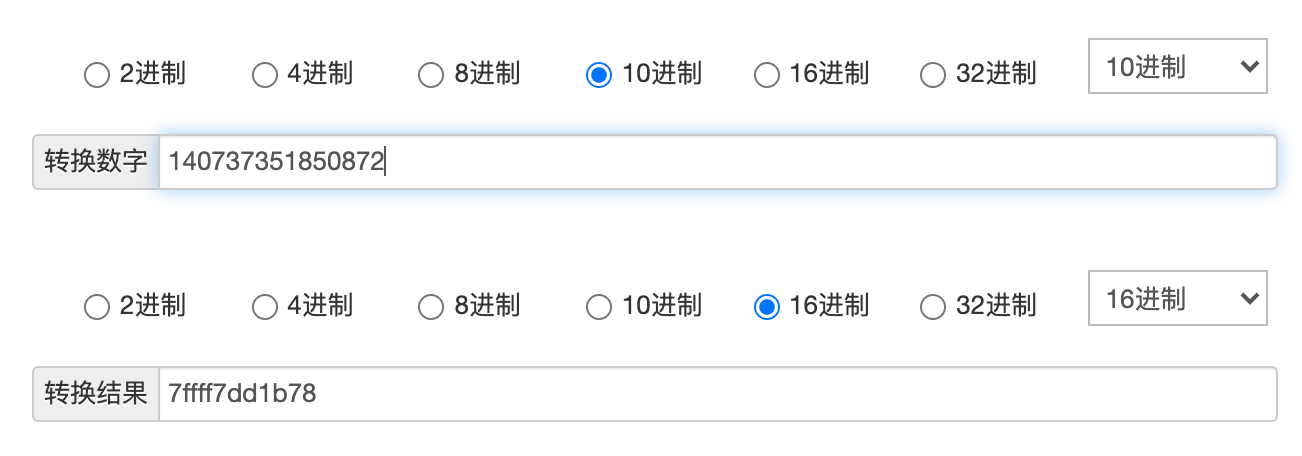 2进制 4进制 8进制 10进制 16进制 32进制 10进制
转换数字 140737351850872
2进制 4进制 8进制 10进制 16进制 32进制 16进制
转换结果 7ffff7dd1b78